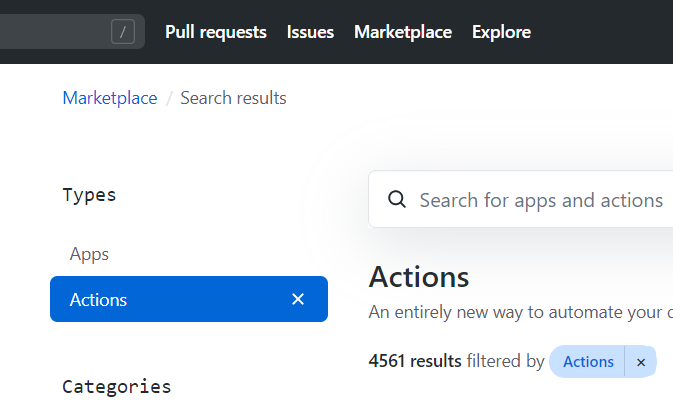 / Pull requests Issues Marketplace Explore
Marketplace / Search results
Types
Apps
Actions ×
Categories
Search for apps and actions
Actions
An entirely new way to automate your
4561 results filtered by Actions ×